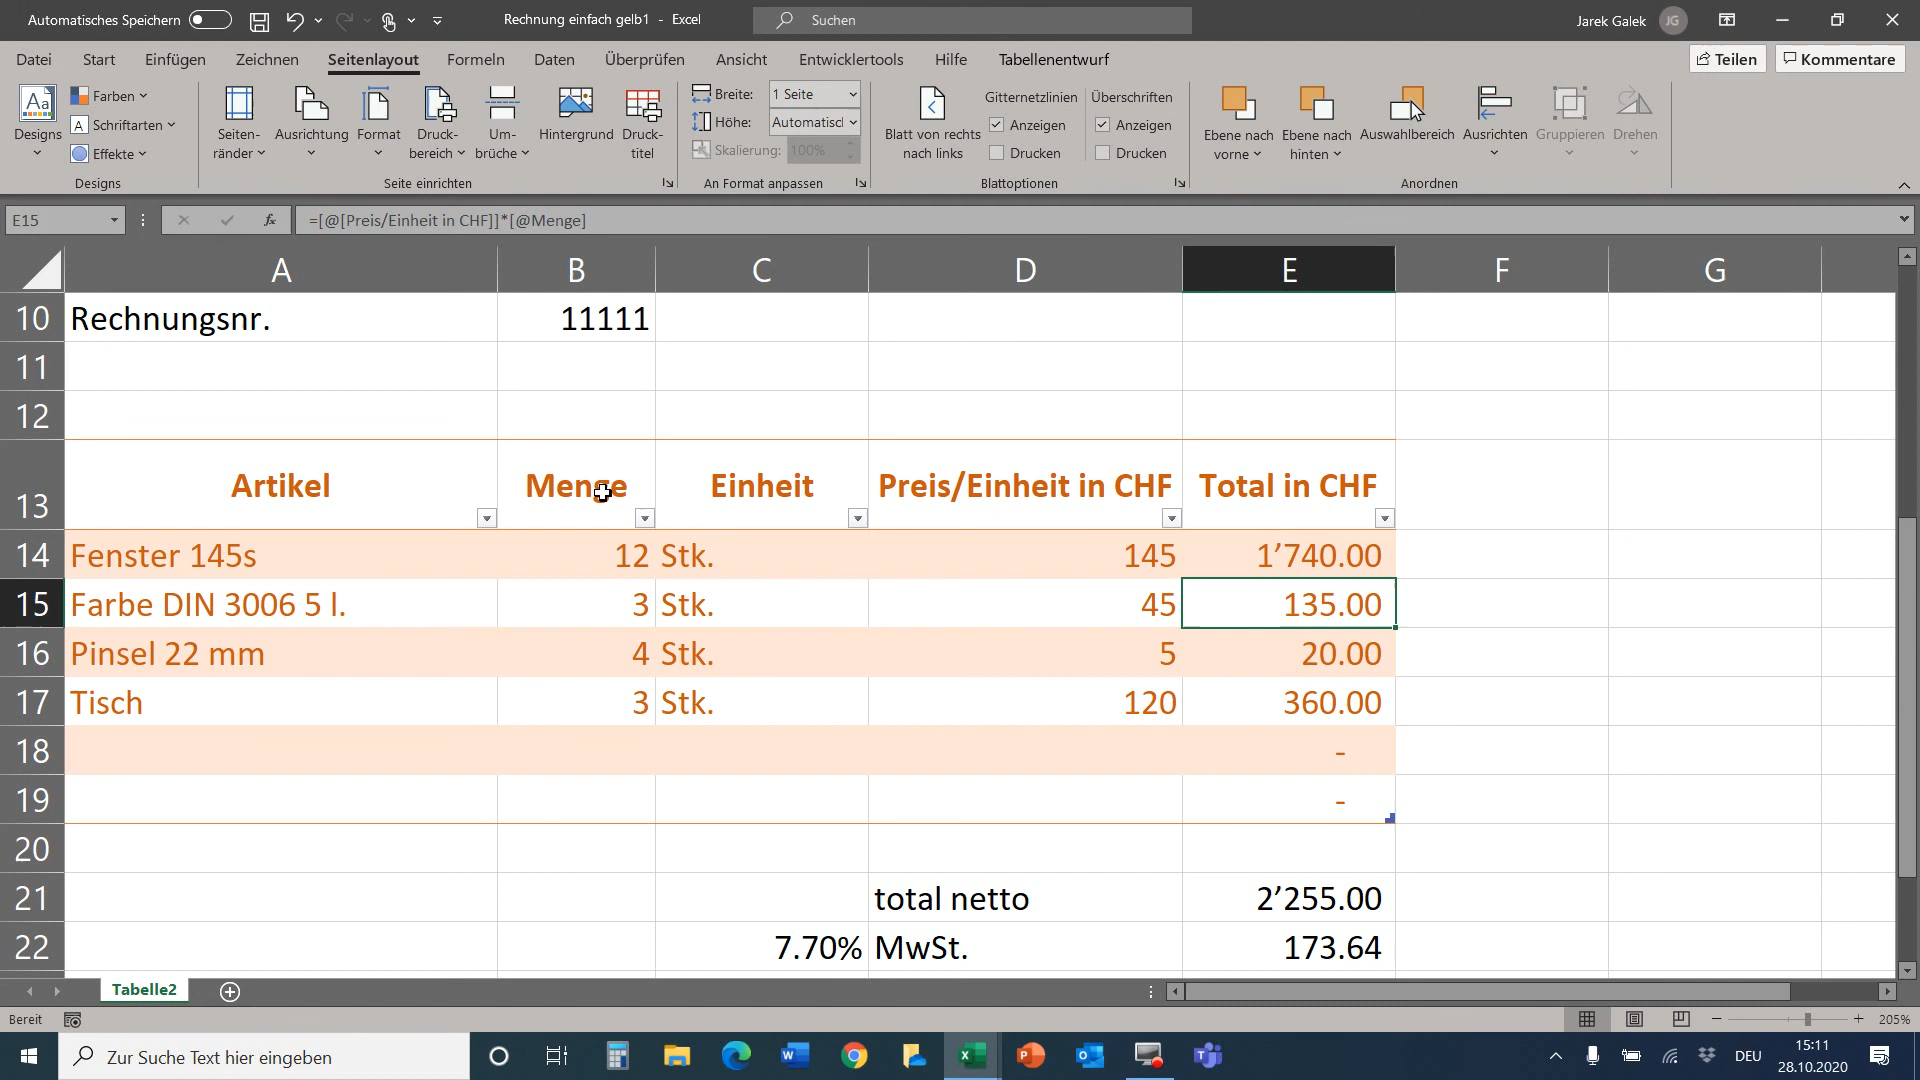 Automatisches Speichern
Rechnung einfach gelb1 - Excel
Suchen
Jarek Galek JG
Datei Start Einfügen Zeichnen Seitenlayout Formeln Daten Überprüfen Ansicht Entwicklertools Hilfe Tabellenentwurf Teilen Kommentare
Aa
Designs
Farben
Schriftarten
Effekte
Designs
Seiten-
ränder
Ausrichtung
Format
Druck-
bereich
Um-
brüche
Hintergrund
Druck-
titel
Seite einrichten
Breite: 1 Seite
Höhe: Automatisch
Skalierung: 100%
An Format anpassen
Blatt von rechts
nach links
Gitternetzlinien
Anzeigen
Drucken
Überschriften
Anzeigen
Drucken
Blattoptionen
Ebene nach
vorne
Ebene nach
hinten
Auswahlbereich
Ausrichten
Gruppieren
Drehen
Anordnen
E15 fx =[@[Preis/Einheit in CHF]]*[@Menge]
A B C D E F G
10 Rechnungsnr. 11111
11
12
13 Artikel Menge Einheit Preis/Einheit in CHF Total in CHF
14 Fenster 145s 12 Stk. 145 1’740.00
15 Farbe DIN 3006 5 l. 3 Stk. 45 135.00
16 Pinsel 22 mm 4 Stk. 5 20.00
17 Tisch 3 Stk. 120 360.00
18 -
19 -
20
21 total netto 2’255.00
22 7.70% MwSt. 173.64
Tabelle2
Bereit
205%
Zur Suche Text hier eingeben
DEU
15:11
28.10.2020